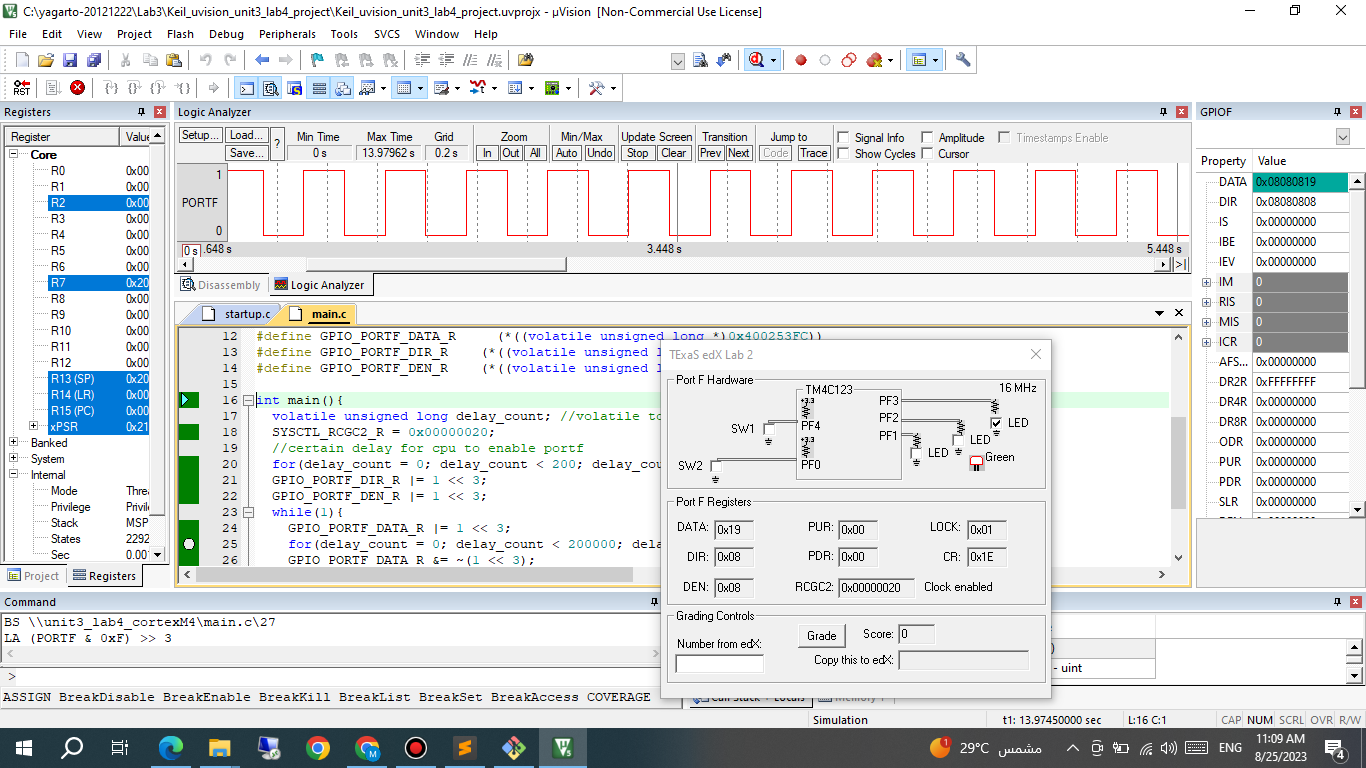 C:\yagarto-20121222\Lab3\Keil_uvision_unit3_lab4_project\Keil_uvision_unit3_lab4_project.uvprojx - µVision [Non-Commercial Use License]
File Edit View Project Flash Debug Peripherals Tools SVCS Window Help
RST
Registers
Register Value
Core
R0 0x00
R1 0x00
R2 0x00
R3 0x00
R4 0x00
R5 0x00
R6 0x00
R7 0x20
R8 0x00
R9 0x00
R10 0x00
R11 0x00
R12 0x00
R13 (SP) 0x20
R14 (LR) 0x00
R15 (PC) 0x00
xPSR 0x21
Banked
System
Internal
Mode Threa
Privilege Privile
Stack MSP
States 2292
Sec 0.00
Project Registers
Logic Analyzer
Setup... Load... Save... ?
Min Time Max Time Grid Zoom Min/Max Update Screen Transition Jump to
0 s 13.97962 s 0.2 s In Out All Auto Undo Stop Clear Prev Next Code Trace
Signal Info Amplitude Timestamps Enable
Show Cycles Cursor
1
PORTF
0
0 s .648 s 3.448 s 5.448 s
Disassembly Logic Analyzer
startup.c main.c
12 #define GPIO_PORTF_DATA_R (*((volatile unsigned long *)0x400253FC))
13 #define GPIO_PORTF_DIR_R (*((volatile unsigned l
14 #define GPIO_PORTF_DEN_R (*((volatile unsigned l
15
16 int main(){
17 volatile unsigned long delay_count; //volatile to
18 SYSCTL_RCGC2_R = 0x00000020;
19 //certain delay for cpu to enable portf
20 for(delay_count = 0; delay_count < 200; delay_cou
21 GPIO_PORTF_DIR_R |= 1 << 3;
22 GPIO_PORTF_DEN_R |= 1 << 3;
23 while(1){
24 GPIO_PORTF_DATA_R |= 1 << 3;
25 for(delay_count = 0; delay_count < 200000; dela
26 GPIO_PORTF_DATA_R &= ~(1 << 3);
TExaS edX Lab 2
Port F Hardware
TM4C123 16 MHz
+3.3
PF3
PF2
PF1
SW1 PF4
+3.3
SW2 PF0
LED
LED
LED
Green
Port F Registers
DATA: 0x19 PUR: 0x00 LOCK: 0x01
DIR: 0x08 PDR: 0x00 CR: 0x1E
DEN: 0x08 RCGC2: 0x00000020 Clock enabled
Grading Controls
Number from edX: Grade Score: 0
Copy this to edX:
GPIOF
Property Value
DATA 0x08080819
DIR 0x08080808
IS 0x00000000
IBE 0x00000000
IEV 0x00000000
IM 0
RIS 0
MIS 0
ICR 0
AFS... 0x00000000
DR2R 0xFFFFFFFF
DR4R 0x00000000
DR8R 0x00000000
ODR 0x00000000
PUR 0x00000000
PDR 0x00000000
SLR 0x00000000
Command
BS \\unit3_lab4_cortexM4\main.c\27
LA (PORTF & 0xF) >> 3
>
ASSIGN BreakDisable BreakEnable BreakKill BreakList BreakSet BreakAccess COVERAGE
- uint
Call Stack + Locals Memory 1
Simulation t1: 13.97450000 sec L:16 C:1 CAP NUM SCRL OVR R/W
1 29°C مشمس ENG 11:09 AM
8/25/2023
4